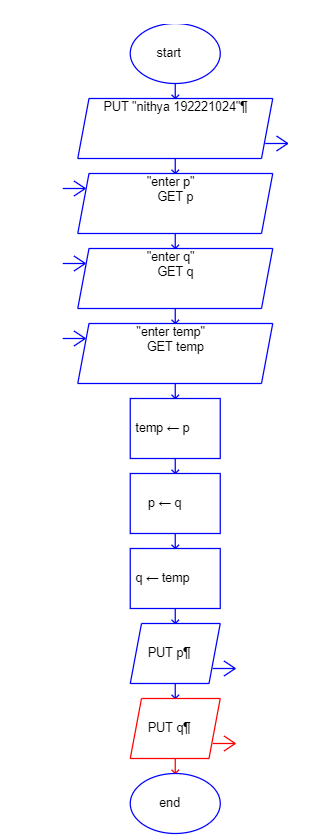 start
PUT "nithya 192221024"¶
"enter p"
GET p
"enter q"
GET q
"enter temp"
GET temp
temp ← p
p ← q
q ← temp
PUT p¶
PUT q¶
end